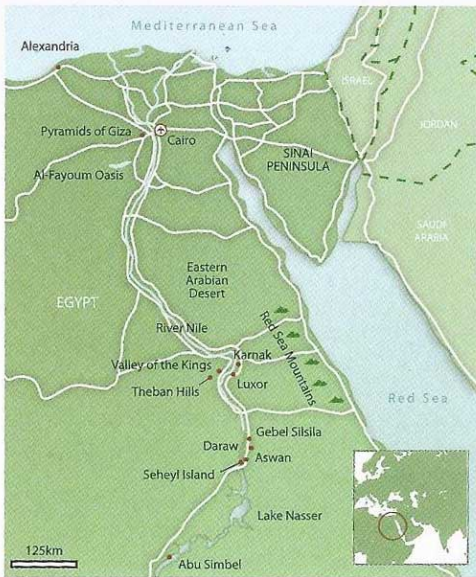 Mediterranean Sea
Alexandria
ISRAEL
JORDAN
Pyramids of Giza
Cairo
SINAI
PENINSULA
Al-Fayoum Oasis
SAUDI
ARABIA
Eastern
Arabian
Desert
EGYPT
River Nile
Red Sea Mountains
Karnak
Valley of the Kings
Luxor
Theban Hills
Red Sea
Gebel Silsila
Daraw
Aswan
Seheyl Island
Lake Nasser
125km
Abu Simbel